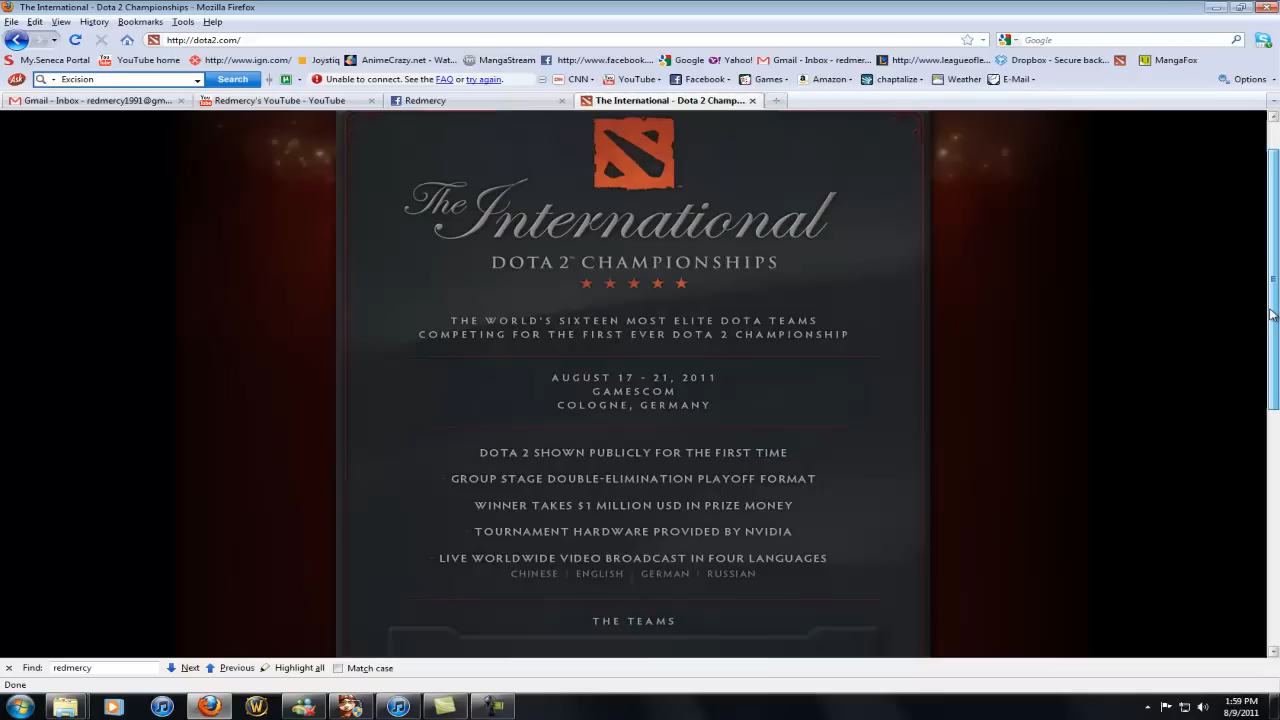 The International - Dota 2 Championships - Mozilla Firefox
File Edit View History Bookmarks Tools Help
http://dota2.com/
Google
My.Seneca Portal YouTube home http://www.ign.com/ Joystiq AnimeCrazy.net - Wat... MangaStream http://www.facebook.... Google Yahoo! Gmail - Inbox - redmer... http://www.leagueofle... Dropbox - Secure back... MangaFox
Ask Excision Search Unable to connect. See the FAQ or try again. CNN YouTube Facebook Games Amazon chaptalize Weather E-Mail Options
Gmail - Inbox - redmercy1991@gm... Redmercy's YouTube - YouTube Redmercy The International - Dota 2 Champ...
The International
DOTA 2™ CHAMPIONSHIPS
THE WORLD'S SIXTEEN MOST ELITE DOTA TEAMS
COMPETING FOR THE FIRST EVER DOTA 2 CHAMPIONSHIP
AUGUST 17 - 21, 2011
GAMESCOM
COLOGNE, GERMANY
DOTA 2 SHOWN PUBLICLY FOR THE FIRST TIME
GROUP STAGE DOUBLE-ELIMINATION PLAYOFF FORMAT
WINNER TAKES $1 MILLION USD IN PRIZE MONEY
TOURNAMENT HARDWARE PROVIDED BY NVIDIA
LIVE WORLDWIDE VIDEO BROADCAST IN FOUR LANGUAGES
CHINESE | ENGLISH | GERMAN | RUSSIAN
THE TEAMS
Find: redmercy Next Previous Highlight all Match case
Done
1:59 PM
8/9/2011